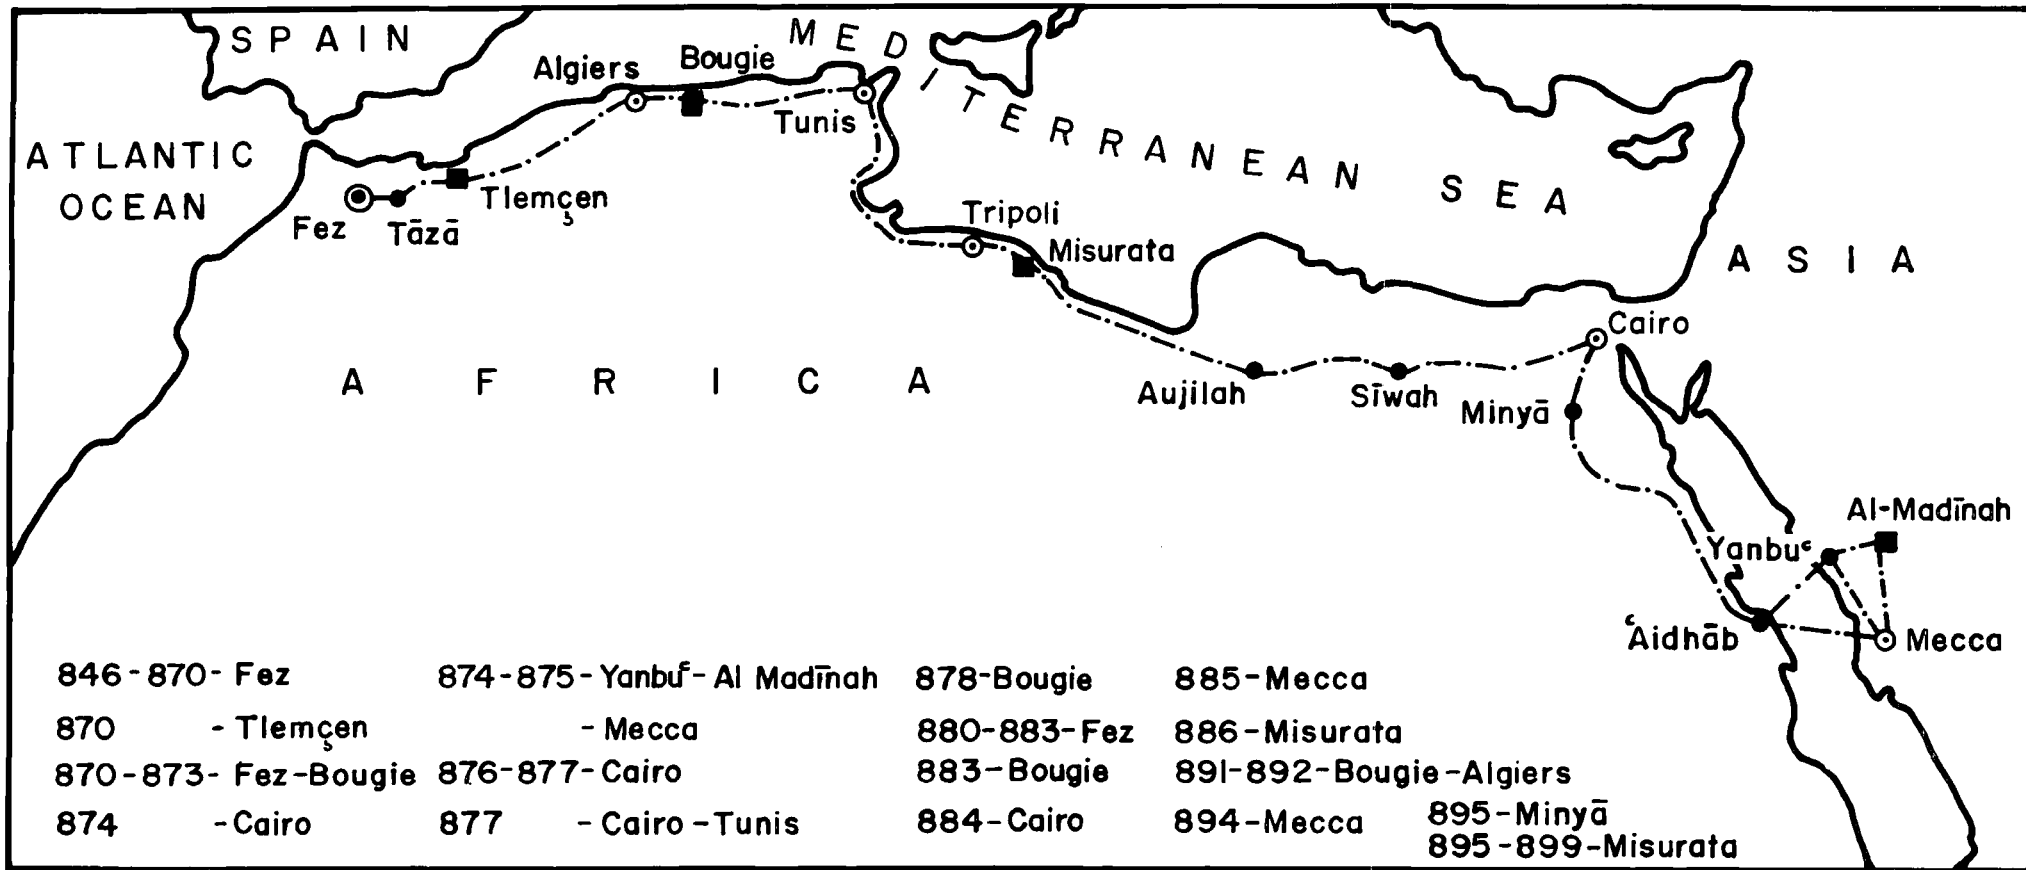 SPAIN
MEDITERRANEAN SEA
Algiers
Bougie
Tunis
ATLANTIC
OCEAN
Fez
Tāzā
Tlemçen
Tripoli
Misurata
ASIA
AFRICA
Cairo
Aujilah
Sīwah
Minyā
Al-Madīnah
Yanbuʿ
ʿAidhāb
Mecca
846-870- Fez
870 - Tlemçen
870-873- Fez-Bougie
874 -Cairo
874-875-Yanbuʿ-Al Madīnah
-Mecca
876-877-Cairo
877 -Cairo-Tunis
878-Bougie
880-883-Fez
883-Bougie
884-Cairo
885-Mecca
886-Misurata
891-892-Bougie-Algiers
894-Mecca
895-Minyā
895-899-Misurata